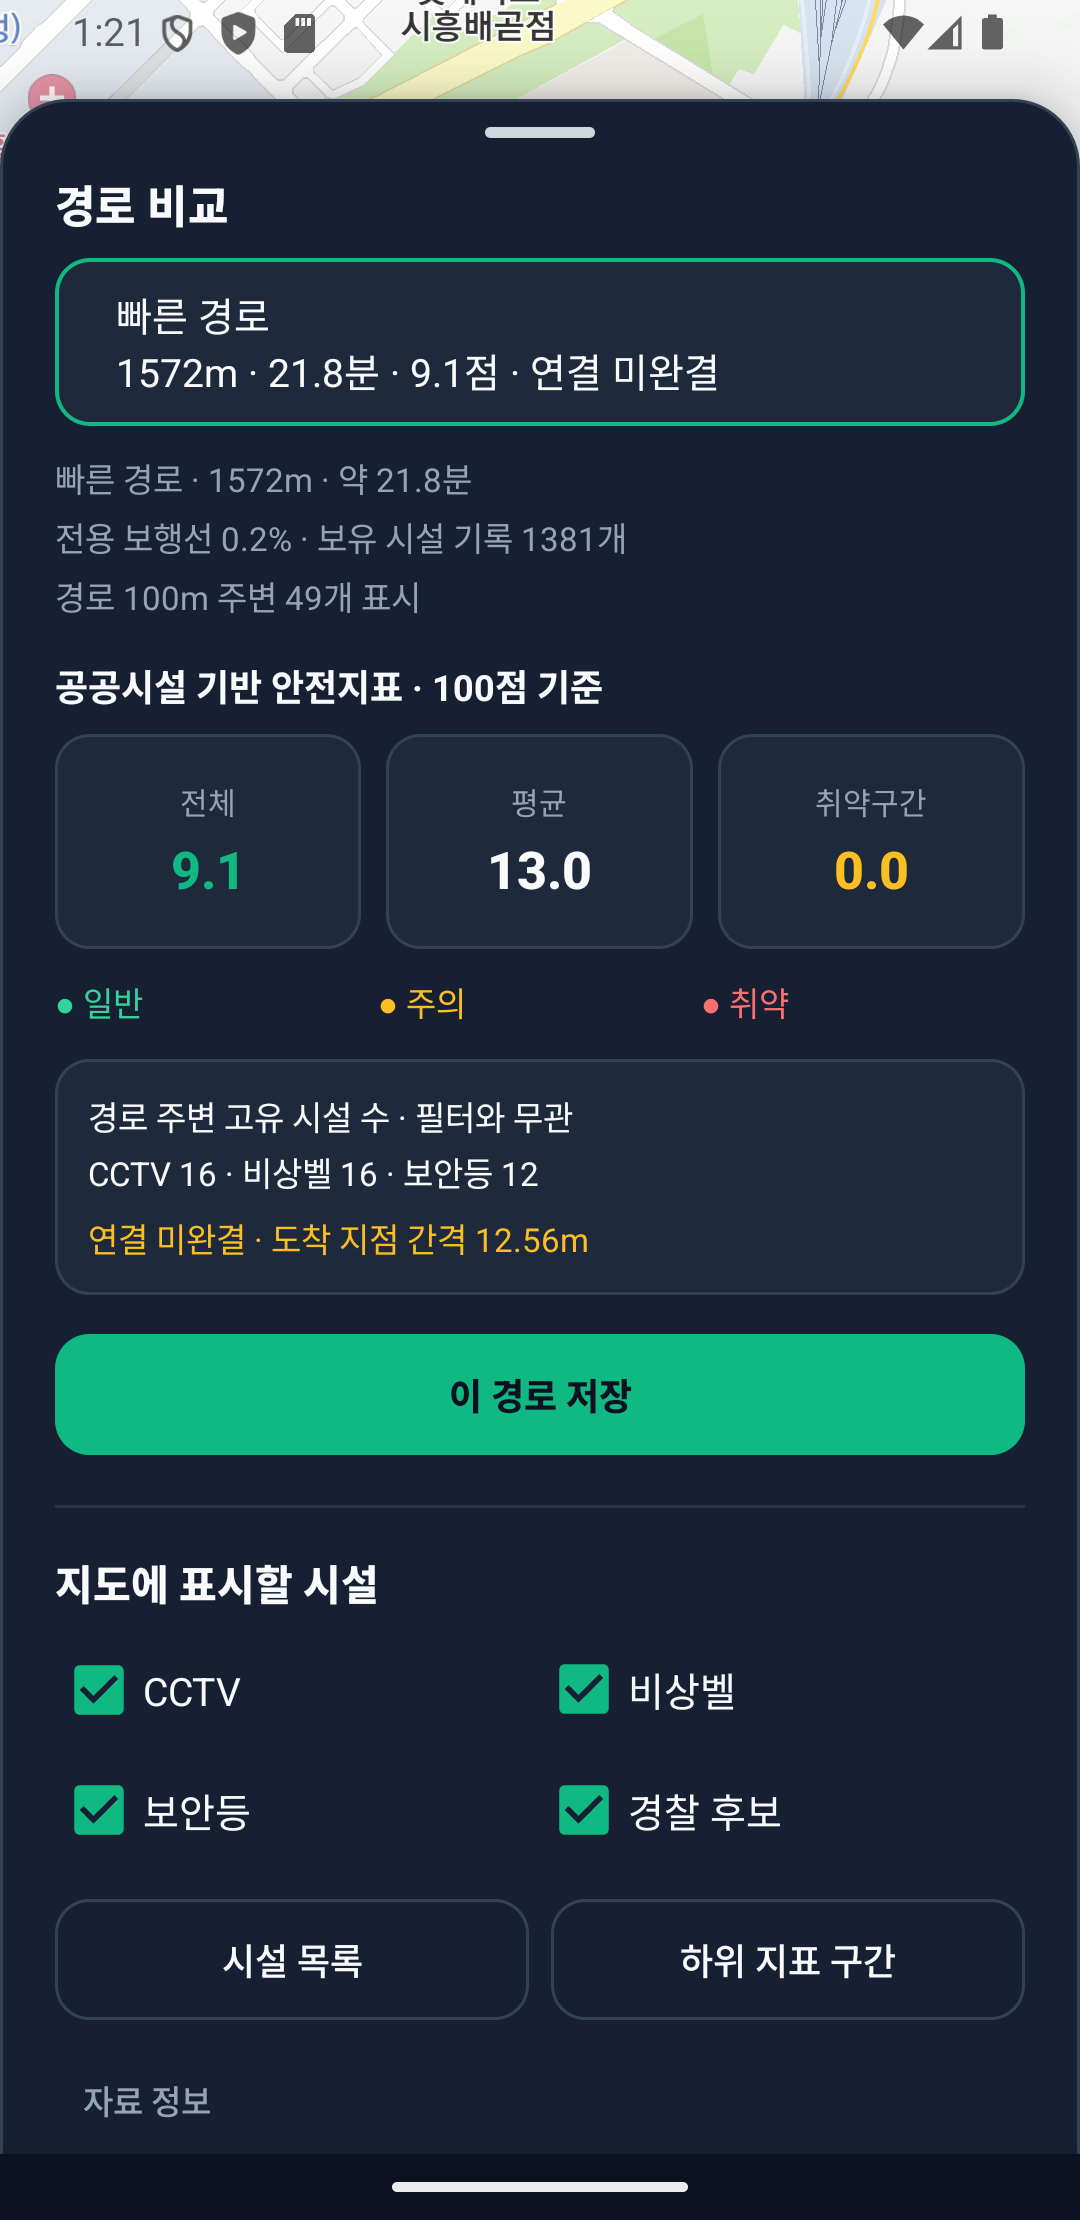 1:21
시흥배곧점
경로 비교
빠른 경로
1572m · 21.8분 · 9.1점 · 연결 미완결
빠른 경로 · 1572m · 약 21.8분
전용 보행선 0.2% · 보유 시설 기록 1381개
경로 100m 주변 49개 표시
공공시설 기반 안전지표 · 100점 기준
전체
평균
취약구간
9.1
13.0
0.0
일반
주의
취약
경로 주변 고유 시설 수 · 필터와 무관
CCTV 16 · 비상벨 16 · 보안등 12
연결 미완결 · 도착 지점 간격 12.56m
이 경로 저장
지도에 표시할 시설
CCTV
비상벨
보안등
경찰 후보
시설 목록
하위 지표 구간
자료 정보